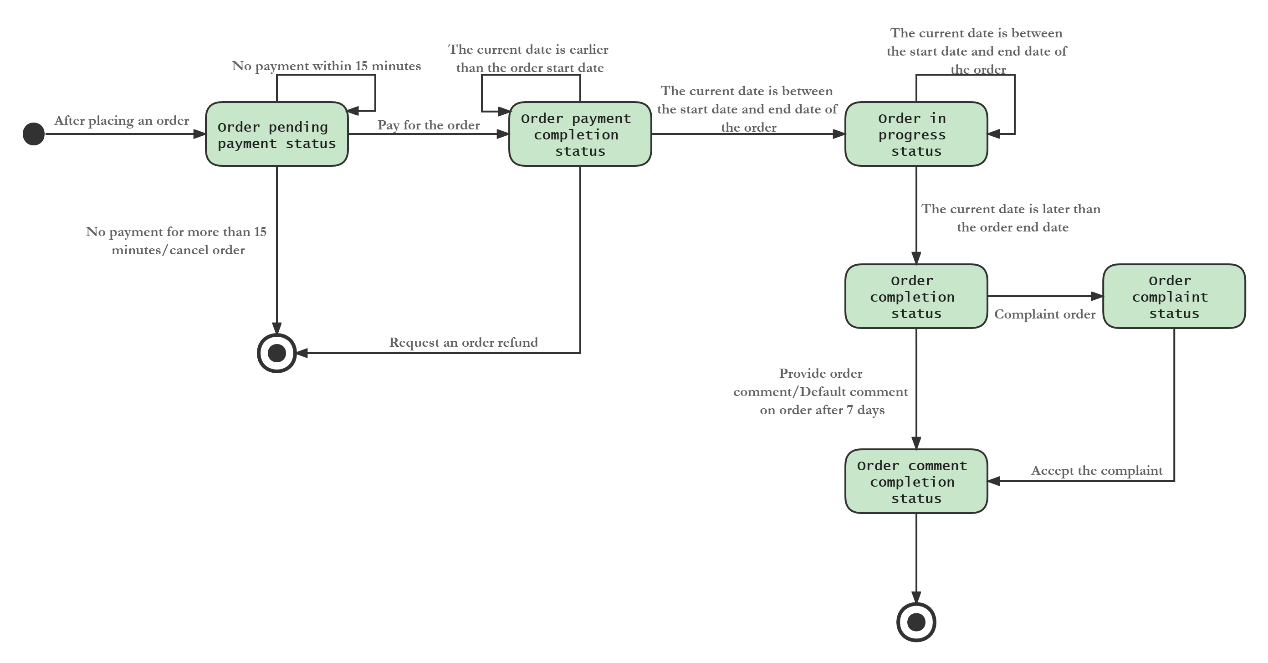 The current date is between
the start date and end date of
the order
The current date is earlier
than the order start date
No payment within 15 minutes
The current date is between
the start date and end date of
the order
After placing an order
Order pending
payment status
Pay for the order
Order payment
completion
status
Order in
progress
status
The current date is later than
the order end date
No payment for more than 15
minutes/cancel order
Order
completion
status
Complaint order
Order
complaint
status
Request an order refund
Provide order
comment/Default comment
on order after 7 days
Order comment
completion
status
Accept the complaint